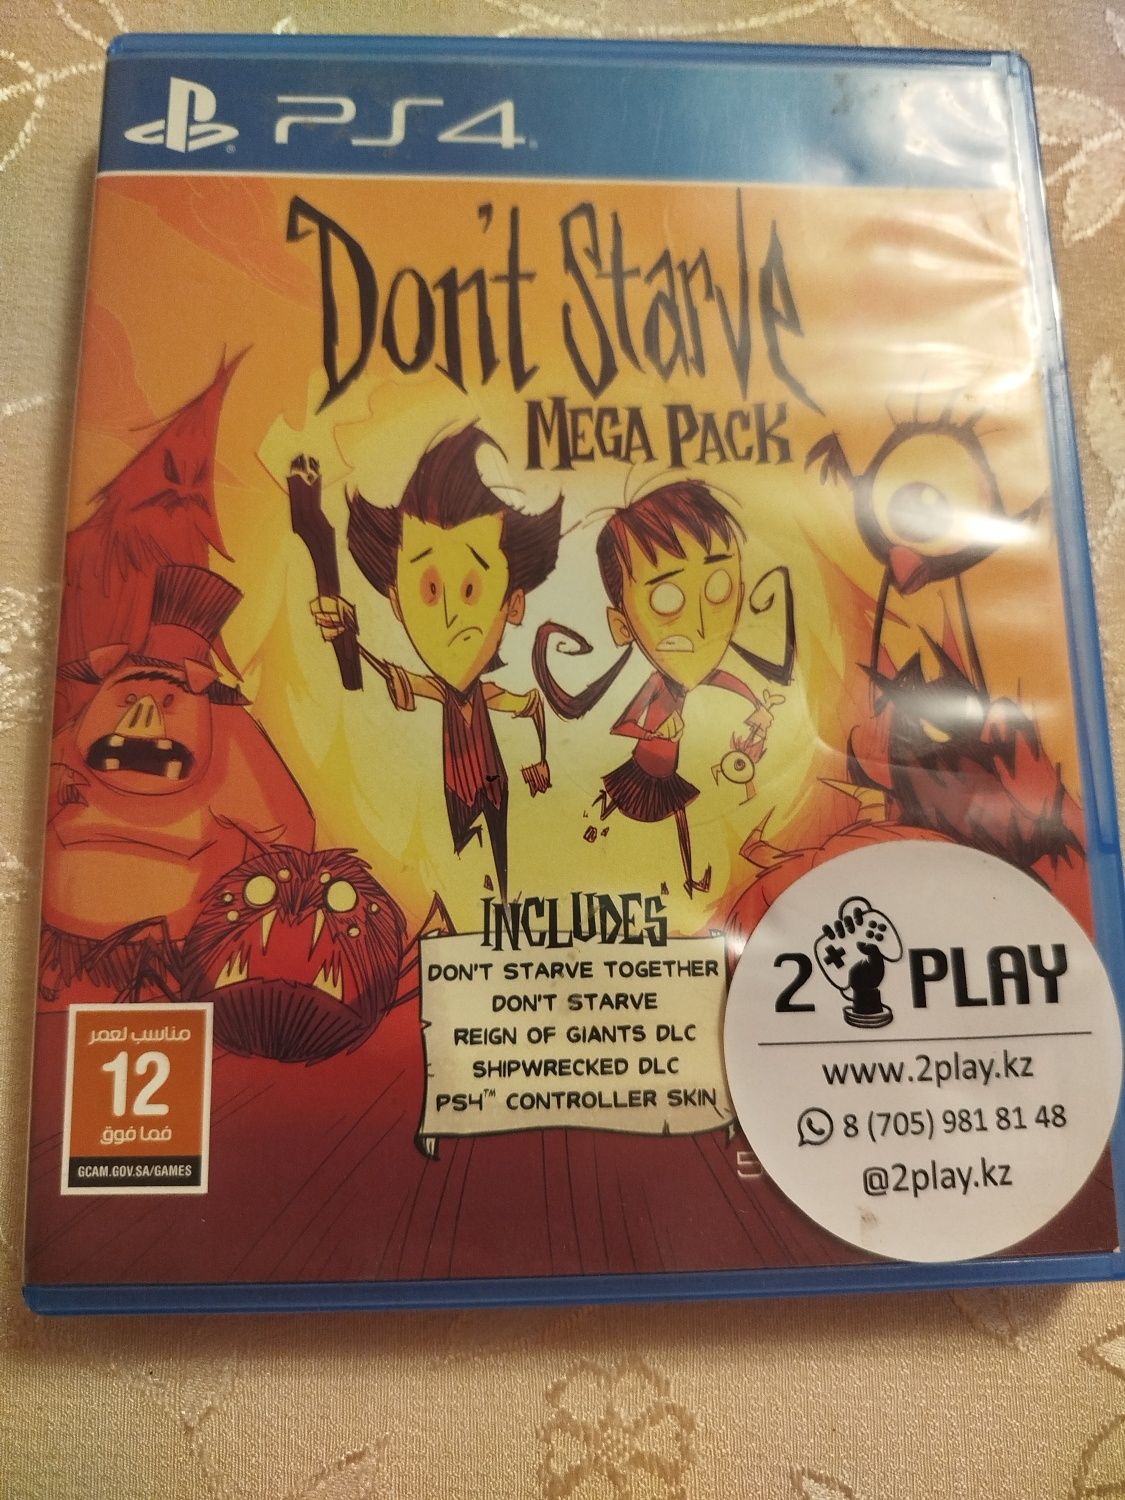 PS4
Don't Starve
MEGA PACK
INCLUDES
DON'T STARVE TOGETHER
DON'T STARVE
REIGN OF GIANTS DLC
SHIPWRECKED DLC
PS4™ CONTROLLER SKIN
مناسب لعمر
12
فما فوق
GCAM.GOV.SA/GAMES
2 PLAY
www.2play.kz
8 (705) 981 81 48
@2play.kz